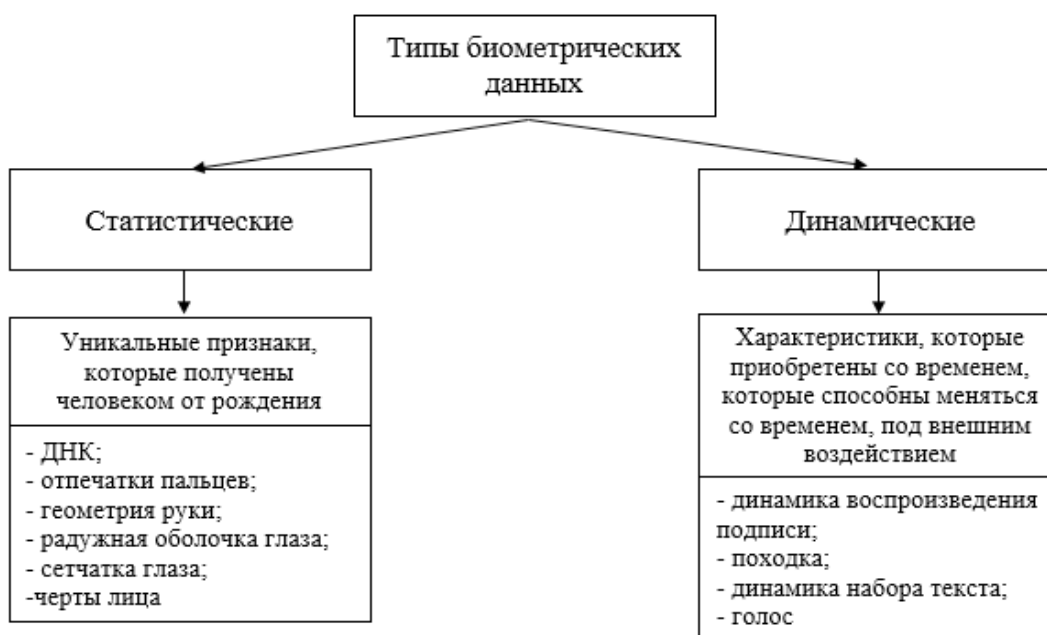 Типы биометрических
данных
Статистические
Динамические
Уникальные признаки,
которые получены
человеком от рождения
- ДНК;
- отпечатки пальцев;
- геометрия руки;
- радужная оболочка глаза;
- сетчатка глаза;
-черты лица
Характеристики, которые
приобретены со временем,
которые способны меняться
со временем, под внешним
воздействием
- динамика воспроизведения
подписи;
- походка;
- динамика набора текста;
- голос